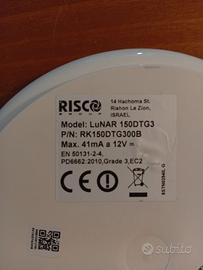 RISCO
GROUP
14 Hachoma St.
Rishon Le Zion,
ISRAEL
Model: LuNAR 150DTG3
P/N: RK150DTG300B
Max. 41mA a 12V
EN 50131-2-4,
PD6662:2010,Grade 3,EC2
CE
subito